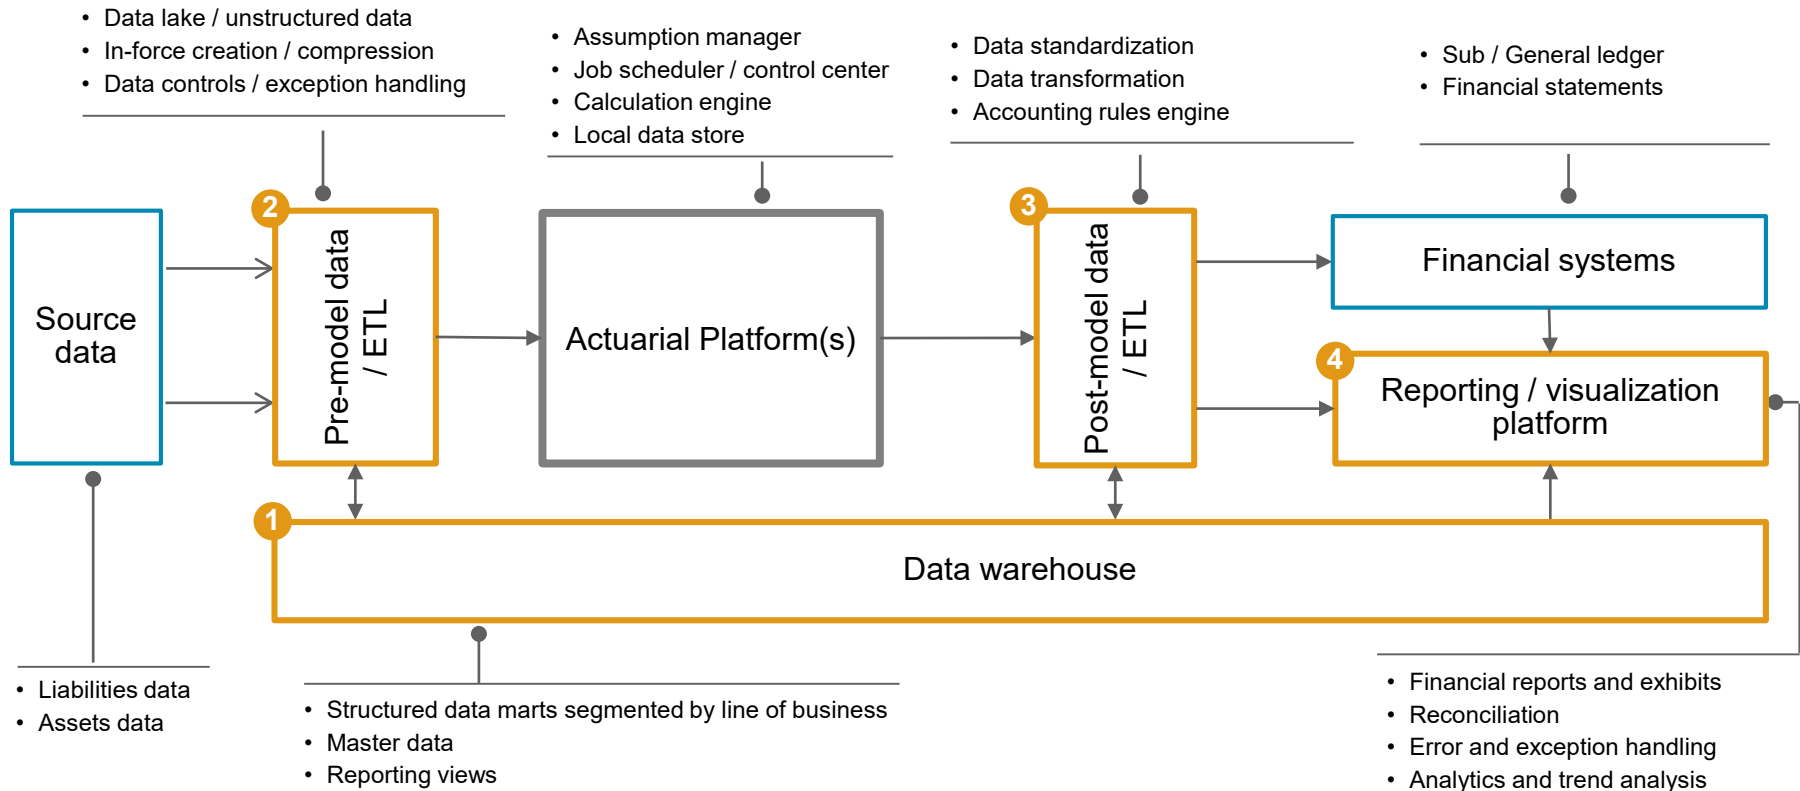 • Data lake / unstructured data
• In-force creation / compression
• Data controls / exception handling
• Assumption manager
• Job scheduler / control center
• Calculation engine
• Local data store
• Data standardization
• Data transformation
• Accounting rules engine
• Sub / General ledger
• Financial statements
Source
data
2
Pre-model data
/ ETL
Actuarial Platform(s)
3
Post-model data
/ ETL
Financial systems
4
Reporting / visualization
platform
1
Data warehouse
• Liabilities data
• Assets data
• Structured data marts segmented by line of business
• Master data
• Reporting views
• Financial reports and exhibits
• Reconciliation
• Error and exception handling
• Analytics and trend analysis